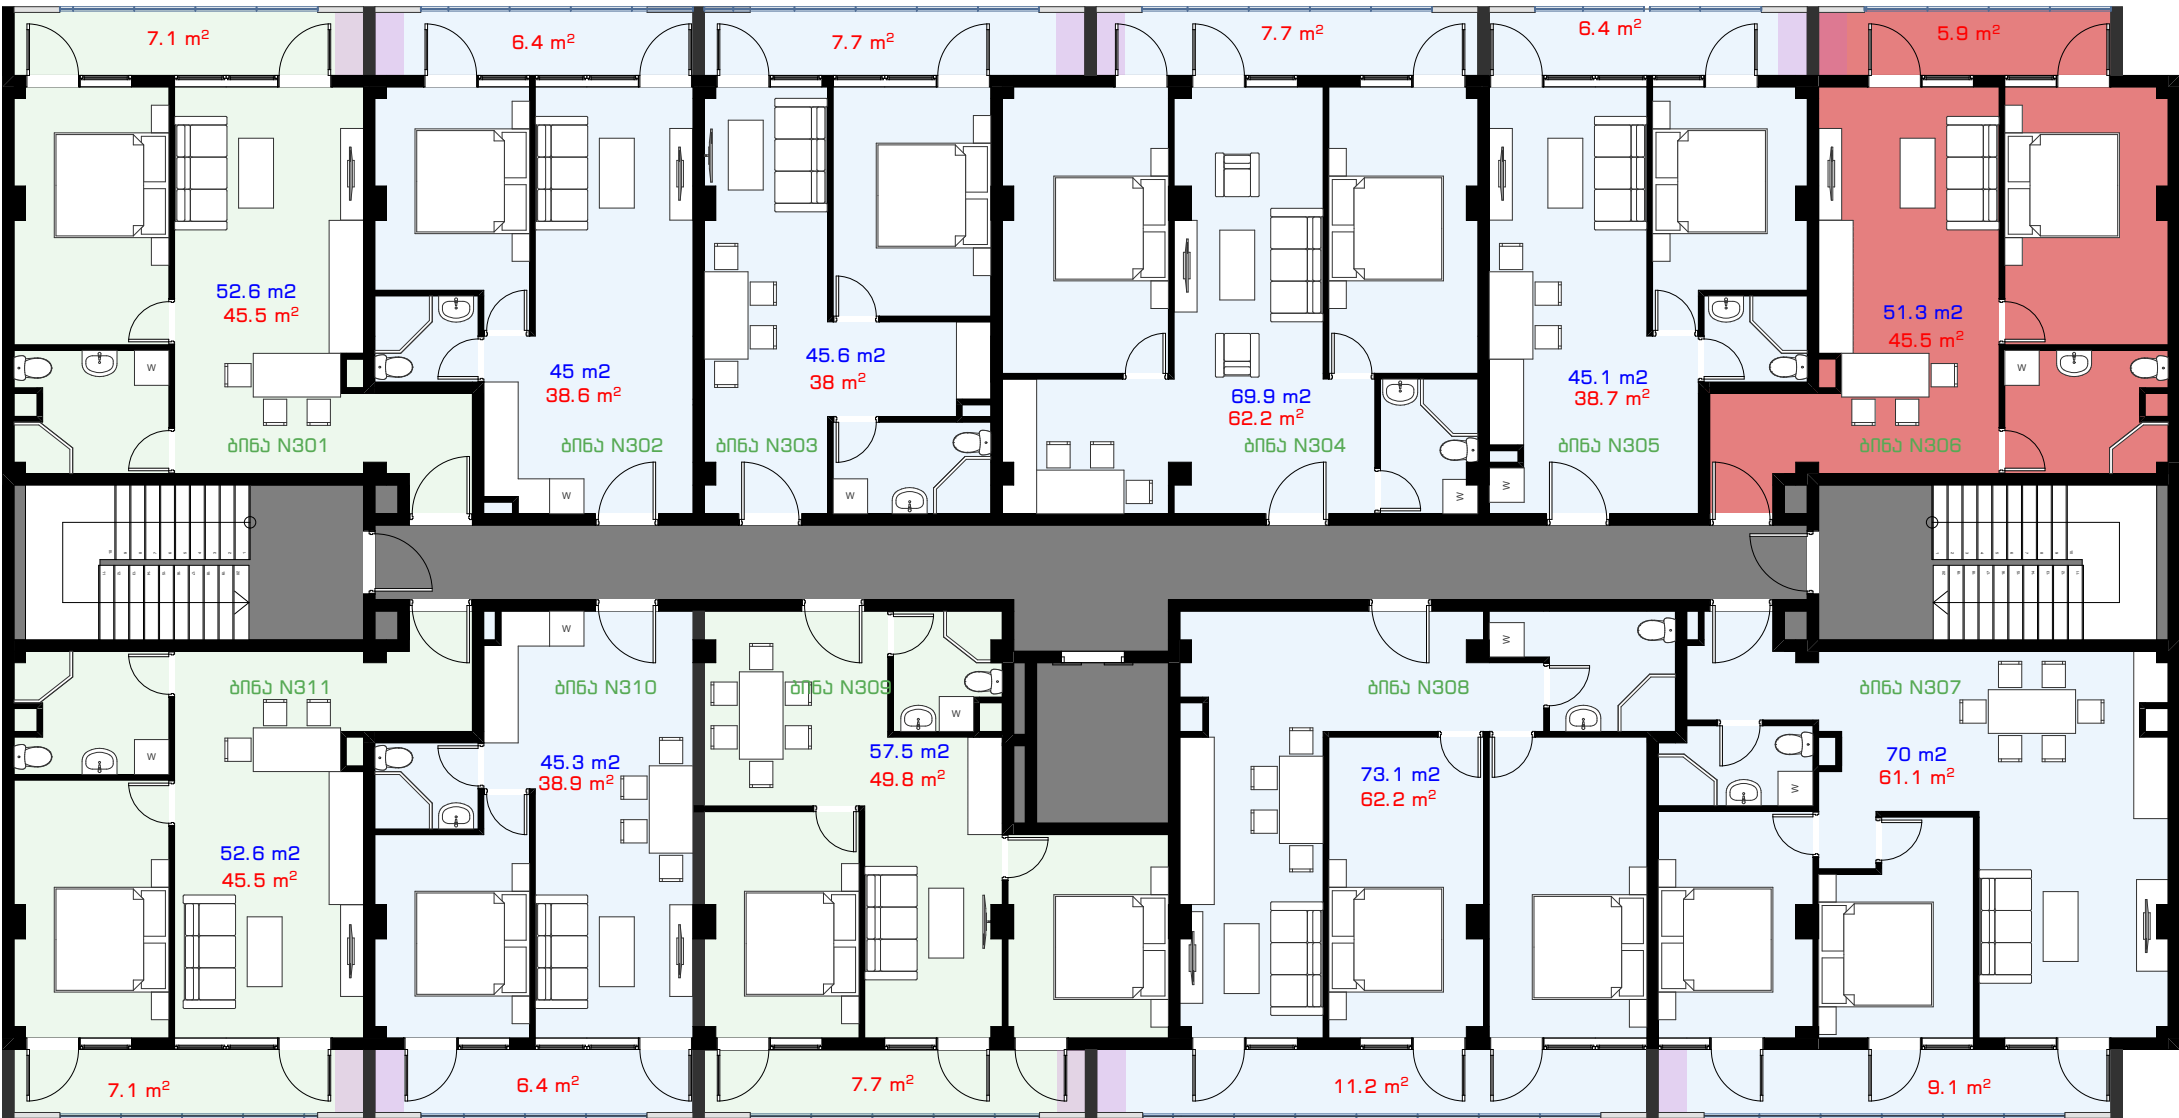 7.1 m²
6.4 m²
7.7 m²
7.7 m²
6.4 m²
5.9 m²
52.6 m2
45.5 m²
ბინა N301
45 m2
38.6 m²
ბინა N302
45.6 m2
38 m²
ბინა N303
69.9 m2
62.2 m²
ბინა N304
45.1 m2
38.7 m²
ბინა N305
51.3 m2
45.5 m²
ბინა N306
W
W
W
W
W
W
ბინა N311
52.6 m2
45.5 m²
ბინა N310
45.3 m2
38.9 m²
ბინა N309
57.5 m2
49.8 m²
ბინა N308
73.1 m2
62.2 m²
ბინა N307
70 m2
61.1 m²
W
W
W
W
W
7.1 m²
6.4 m²
7.7 m²
11.2 m²
9.1 m²